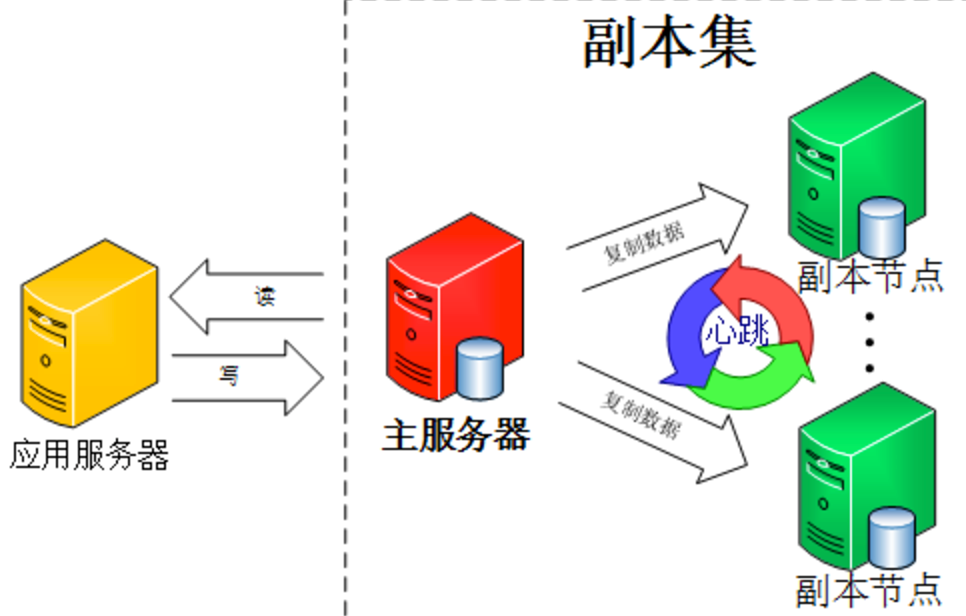 副本集
复制数据
副本节点
读
心跳
写
复制数据
主服务器
应用服务器
副本节点